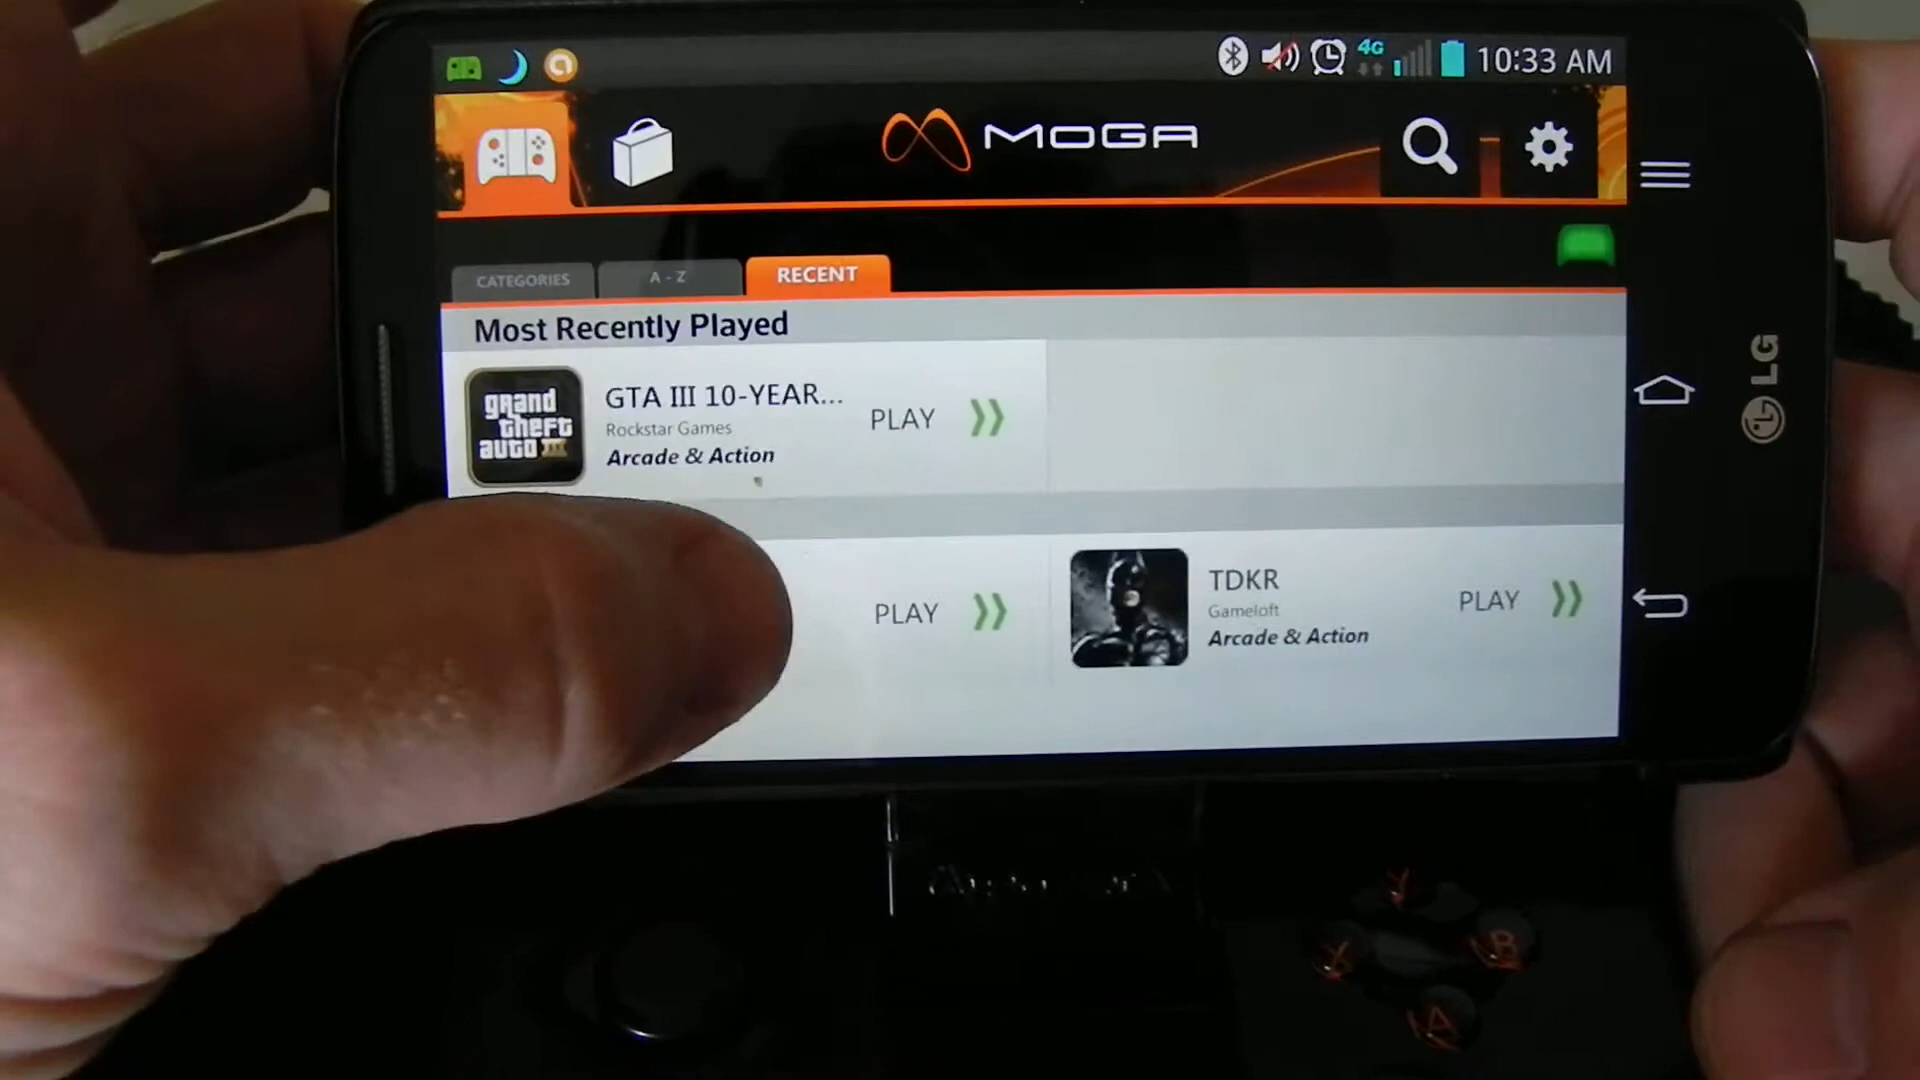 4G 10:33 AM
MOGA
CATEGORIES A - Z RECENT
Most Recently Played
grand theft auto III
GTA III 10-YEAR...
Rockstar Games
Arcade & Action
PLAY
PLAY
TDKR
Gameloft
Arcade & Action
PLAY
LG
Y
X
B
A